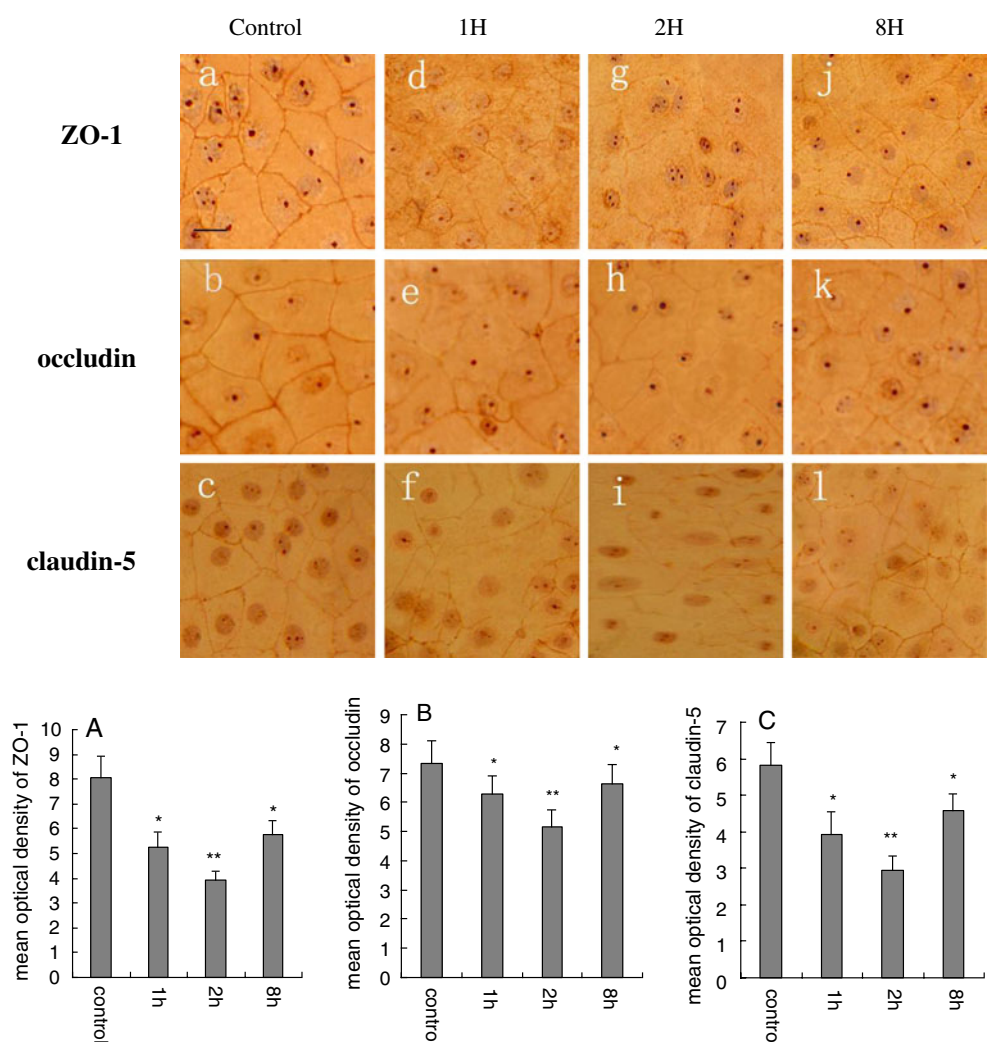 Control 1H 2H 8H
ZO-1
a d g j
occludin
b e h k
claudin-5
c f i l
A
mean optical density of ZO-1
10
9
8
7
6
5
4
3
2
1
0
* ** *
control 1h 2h 8h
B
mean optical density of occludin
9
8
7
6
5
4
3
2
1
0
* ** *
control 1h 2h 8h
C
mean optical density of claudin-5
7
6
5
4
3
2
1
0
* ** *
control 1h 2h 8h